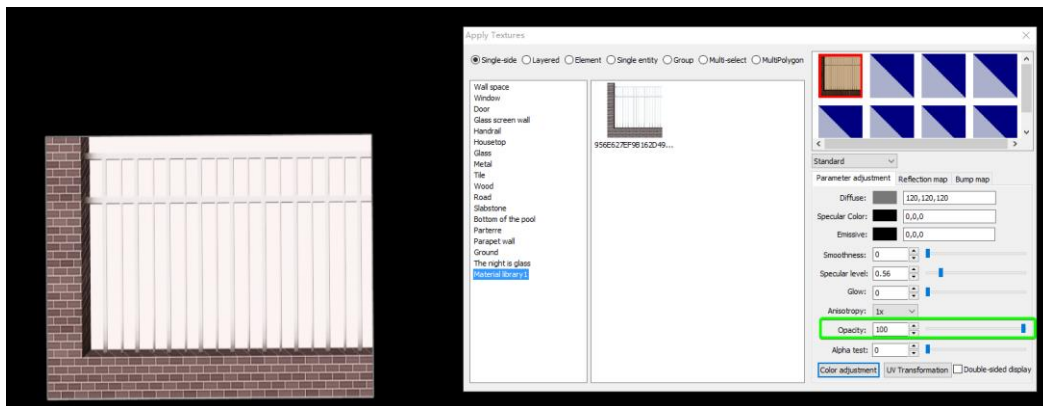 Apply Textures
Single-side Layered Element Single entity Group Multi-select MultiPolygon
Wall space
Window
Door
Glass screen wall
Handrail
Housetop
Glass
Metal
Tile
Wood
Road
Slabstone
Bottom of the pool
Parterre
Parapet wall
Ground
The night is glass
Material library1
956E627EF9B162D49...
Standard
Parameter adjustment Reflection map Bump map
Diffuse: 120,120,120
Specular Color: 0,0,0
Emissive: 0,0,0
Smoothness: 0
Specular level: 0.56
Glow: 0
Anisotropy: 1x
Opacity: 100
Alpha test: 0
Color adjustment UV Transformation Double-sided display